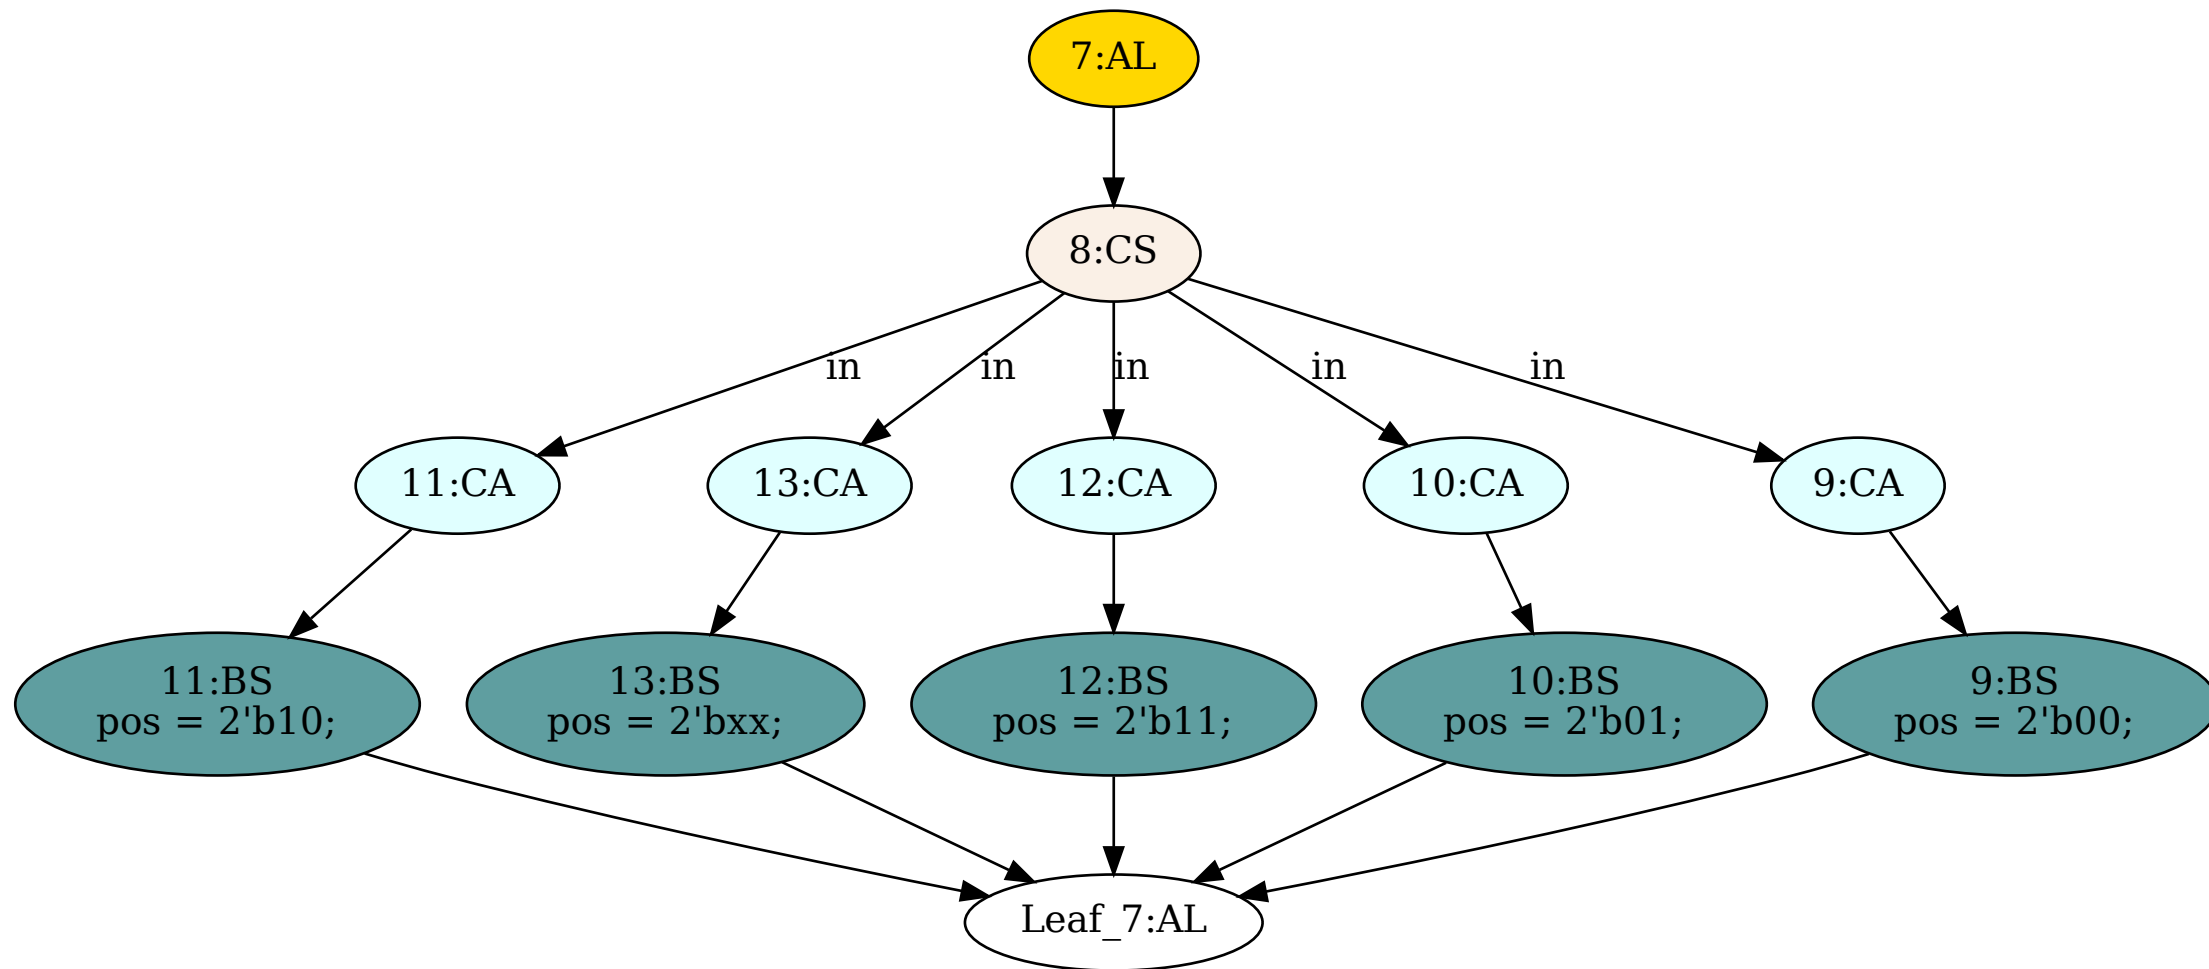 7:AL
8:CS
in
in
in
in
in
11:CA
13:CA
12:CA
10:CA
9:CA
11:BS
pos = 2'b10;
13:BS
pos = 2'bxx;
12:BS
pos = 2'b11;
10:BS
pos = 2'b01;
9:BS
pos = 2'b00;
Leaf_7:AL